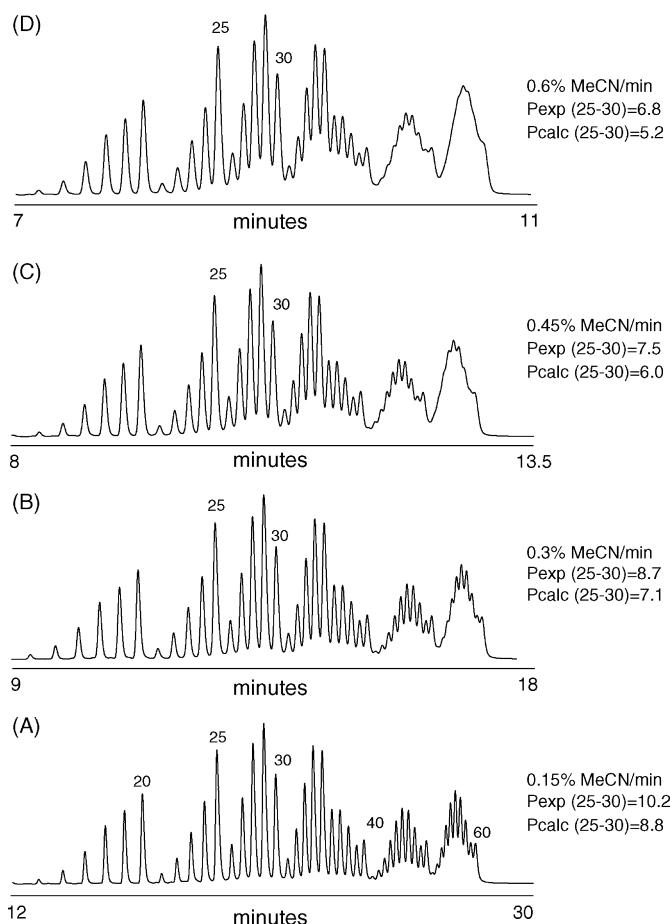 (D)
25
30
0.6% MeCN/min
Pexp (25-30)=6.8
Pcalc (25-30)=5.2
7
minutes
11
(C)
25
30
0.45% MeCN/min
Pexp (25-30)=7.5
Pcalc (25-30)=6.0
8
minutes
13.5
(B)
25
30
0.3% MeCN/min
Pexp (25-30)=8.7
Pcalc (25-30)=7.1
9
minutes
18
(A)
20
25
30
40
60
0.15% MeCN/min
Pexp (25-30)=10.2
Pcalc (25-30)=8.8
12
minutes
30